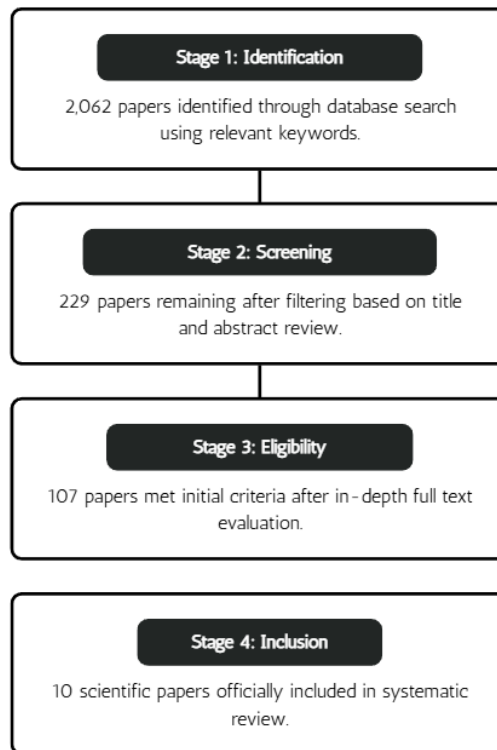 Stage 1: Identification
2,062 papers identified through database search
using relevant keywords.
Stage 2: Screening
229 papers remaining after filtering based on title
and abstract review.
Stage 3: Eligibility
107 papers met initial criteria after in-depth full text
evaluation.
Stage 4: Inclusion
10 scientific papers officially included in systematic
review.